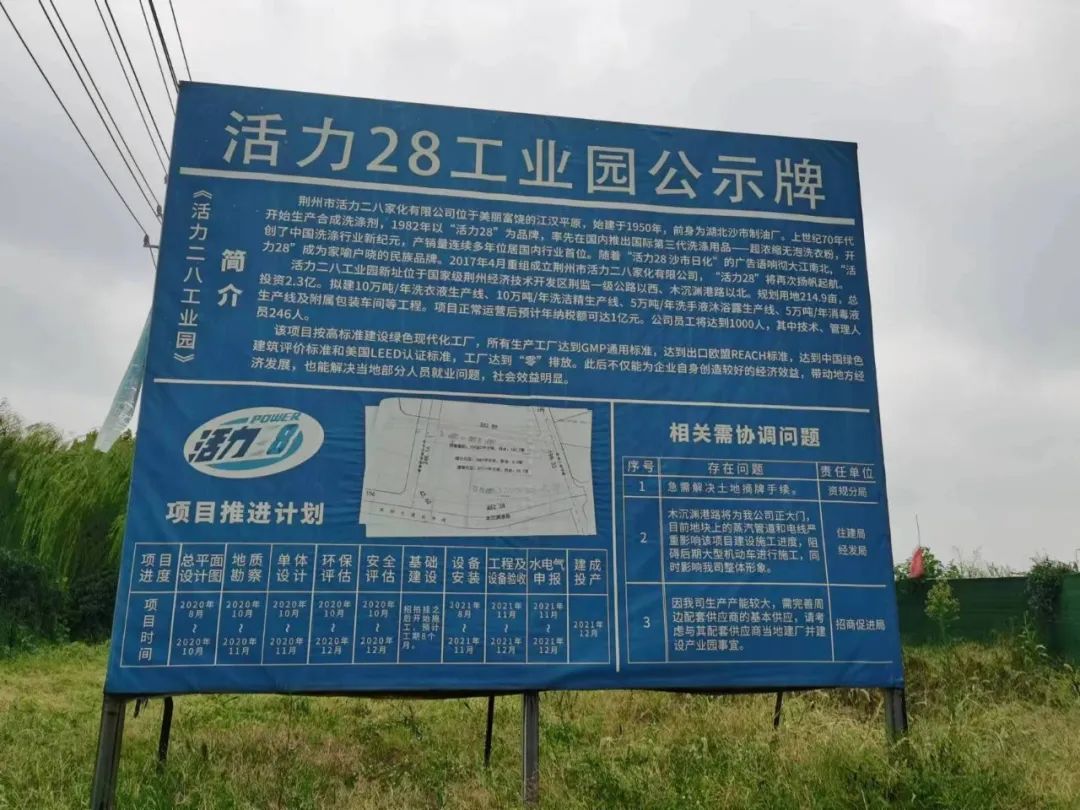 活力28工业园公示牌
《活力二八工业园》
简介
荆州市活力二八家化有限公司位于美丽富饶的江汉平原，始建于1950年，前身为湖北沙市制油厂。上世纪70年代
开始生产合成洗涤剂，1982年以“活力28”为品牌，率先在国内推出国际第三代洗涤用品——超浓缩无泡洗衣粉，开
创了中国洗涤行业新纪元，产销量连续多年位居国内行业首位。随着“活力28 沙市日化”的广告语响彻大江南北，“活
力28”成为家喻户晓的民族品牌。2017年4月重组成立荆州市活力二八家化有限公司，“活力28”将再次扬帆起航。
活力二八工业园新址位于国家级荆州经济技术开发区荆监一级公路以西、木沉渊港路以北。规划用地214.9亩，总
投资2.3亿。拟建10万吨/年洗衣液生产线、10万吨/年洗洁精生产线、5万吨/年洗手液沐浴露生产线、5万吨/年消毒液
生产线及附属包装车间等工程。项目正常运营后预计年纳税额可达1亿元。公司员工将达到1000人，其中技术、管理人
员246人。
该项目按高标准建设绿色现代化工厂，所有生产工厂达到GMP通用标准，达到出口欧盟REACH标准，达到中国绿色
建筑评价标准和美国LEED认证标准，工厂达到“零”排放。此后不仅能为企业自身创造较好的经济效益，带动地方经
济发展，也能解决当地部分人员就业问题，社会效益明显。
POWER
活力28
项目推进计划
项目进度 总平面设计图 地质勘察 单体设计 环保评估 安全评估 基础建设 设备安装 工程及设备验收 水电气申报 建成投产
项目时间 2020年8月～2020年10月 2020年10月～2020年11月 2020年10月～2020年11月 2020年10月～2020年12月 2020年10月～2020年12月 招拍挂之后开始施工，预计工期8个月。 2021年8月～2021年11月 2021年11月～2021年12月 2021年11月～2021年12月 2021年12月
木沉渊港路
相关需协调问题
序号 存在问题 责任单位
1 急需解决土地摘牌手续。 资规分局
2 木沉渊港路将为我公司正大门，
目前地块上的蒸汽管道和电线严
重影响该项目建设施工进度，阻
碍后期大型机动车进行施工，同
时影响我司整体形象。
住建局
经发局
3 因我司生产产能较大，需完善周
边配套供应商的基本供应，请考
虑与其配套供应商当地建厂并建
设产业园事宜。
招商促进局